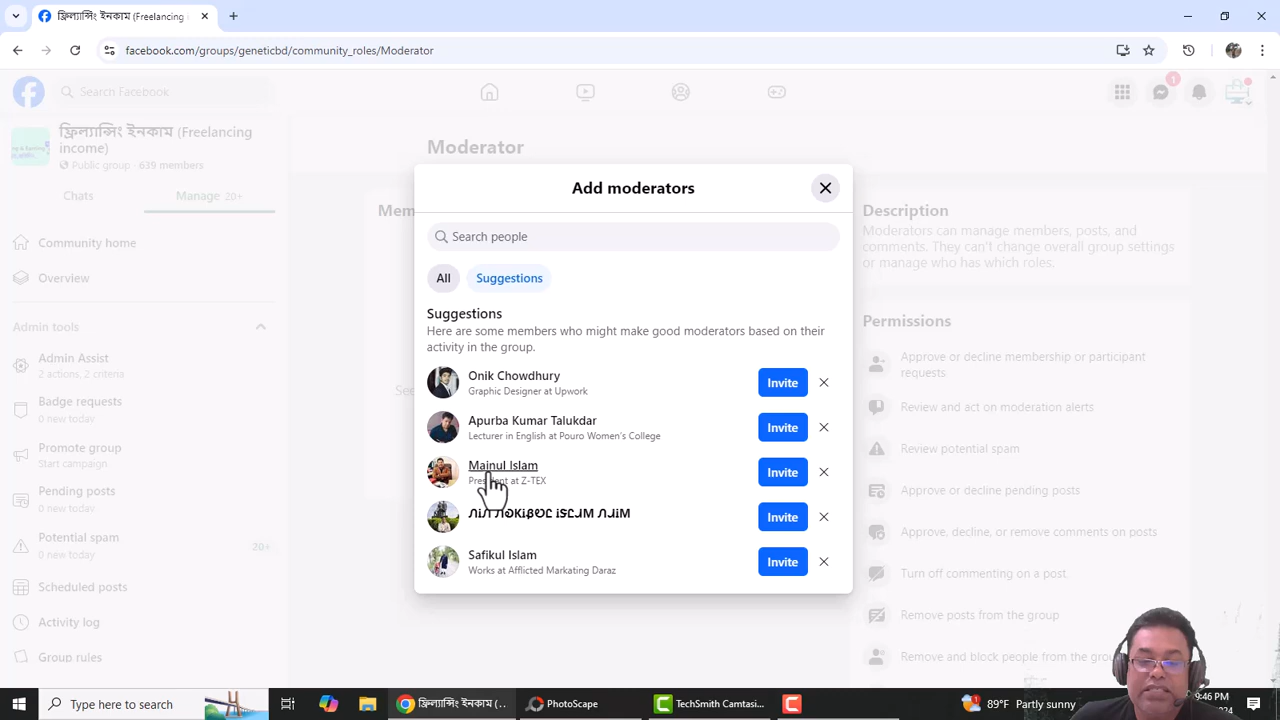 ফ্রিল্যান্সিং ইনকাম (Freelancing
facebook.com/groups/geneticbd/community_roles/Moderator
Search Facebook
1
ফ্রিল্যান্সিং ইনকাম (Freelancing
income)
Public group · 639 members
Chats
Manage 20+
Community home
Overview
Admin tools
Admin Assist
2 actions, 2 criteria
Badge requests
0 new today
Promote group
Start campaign
Pending posts
0 new today
Potential spam
0 new today
20+
Scheduled posts
Activity log
Group rules
Moderator
Mem
See
Add moderators
Search people
All
Suggestions
Suggestions
Here are some members who might make good moderators based on their
activity in the group.
Onik Chowdhury
Graphic Designer at Upwork
Invite
Apurba Kumar Talukdar
Lecturer in English at Pouro Women's College
Invite
Mainul Islam
President at Z-TEX
Invite
Invite
Safikul Islam
Works at Afflicted Markating Daraz
Invite
Description
Moderators can manage members, posts, and
comments. They can't change overall group settings
or manage who has which roles.
Permissions
Approve or decline membership or participant
requests
Review and act on moderation alerts
Review potential spam
Approve or decline pending posts
Approve, decline, or remove comments on posts
Turn off commenting on a post
Remove posts from the group
Remove and block people from the
Type here to search
ফ্রিল্যান্সিং ইনকাম (..
PhotoScape
TechSmith Camtasi...
1
89°F Partly sunny
:46 PM